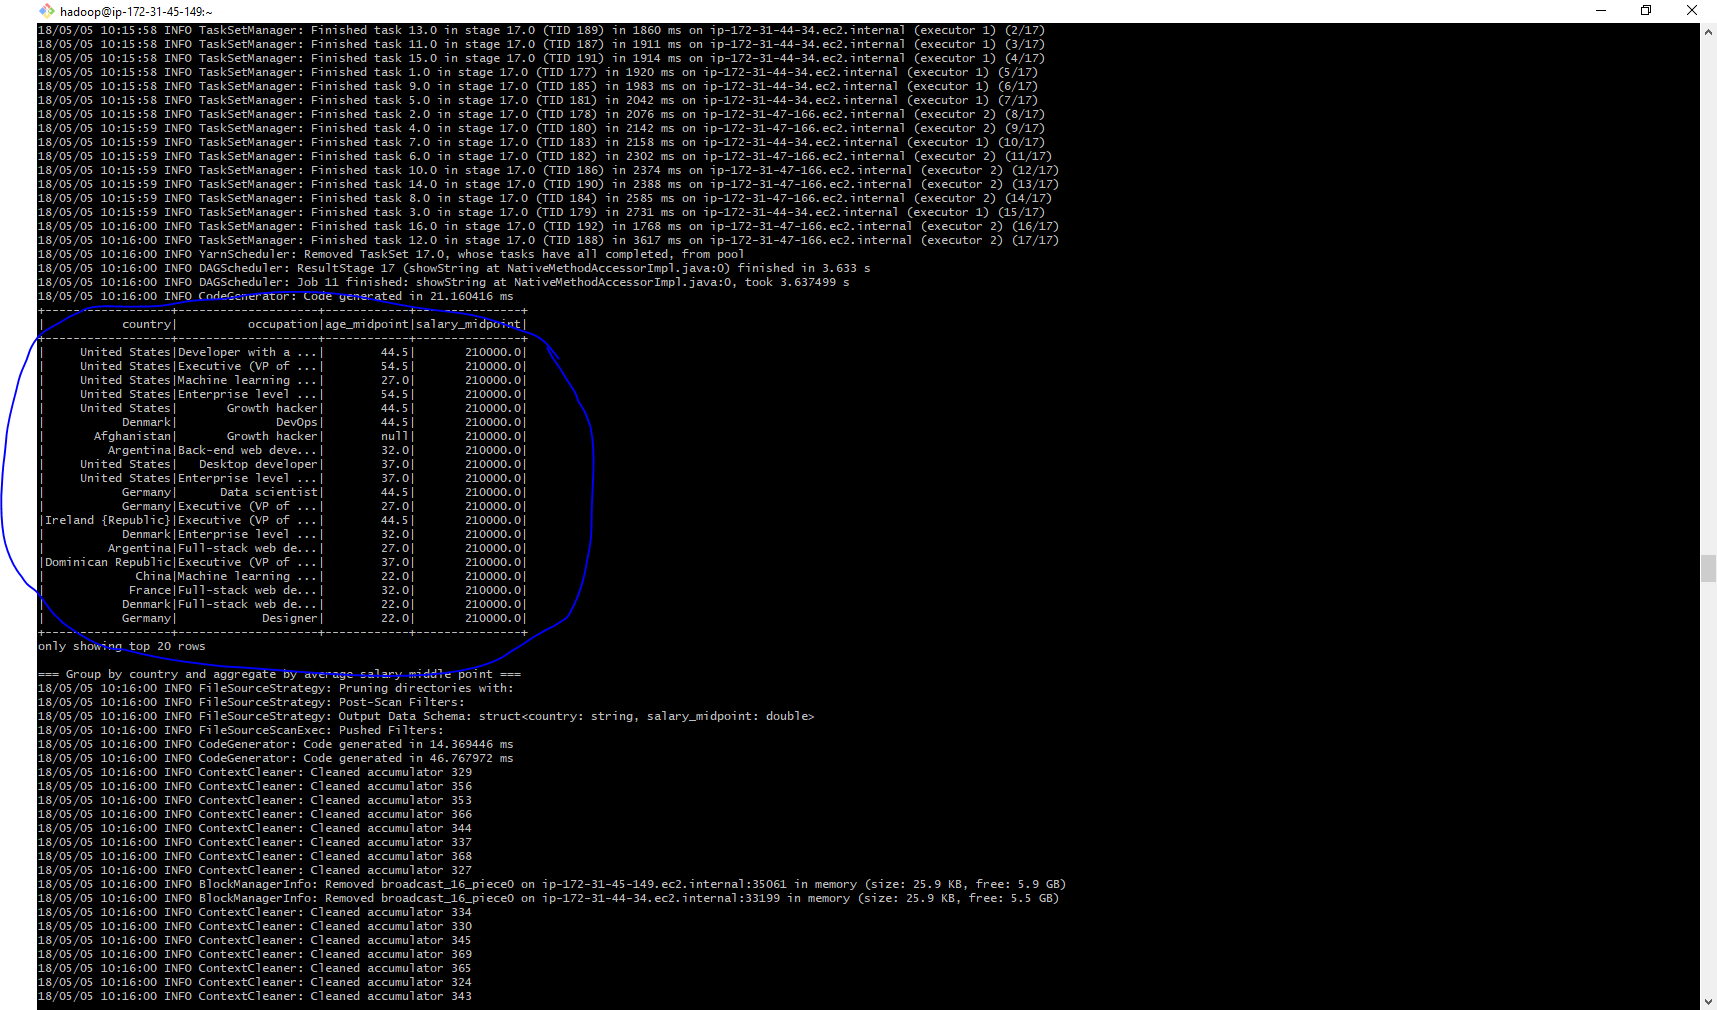 hadoop@ip-172-31-45-149:~
18/05/05 10:15:58 INFO TaskSetManager: Finished task 13.0 in stage 17.0 (TID 189) in 1860 ms on ip-172-31-44-34.ec2.internal (executor 1) (2/17)
18/05/05 10:15:58 INFO TaskSetManager: Finished task 11.0 in stage 17.0 (TID 187) in 1911 ms on ip-172-31-44-34.ec2.internal (executor 1) (3/17)
18/05/05 10:15:58 INFO TaskSetManager: Finished task 15.0 in stage 17.0 (TID 191) in 1914 ms on ip-172-31-44-34.ec2.internal (executor 1) (4/17)
18/05/05 10:15:58 INFO TaskSetManager: Finished task 1.0 in stage 17.0 (TID 177) in 1920 ms on ip-172-31-44-34.ec2.internal (executor 1) (5/17)
18/05/05 10:15:58 INFO TaskSetManager: Finished task 9.0 in stage 17.0 (TID 185) in 1983 ms on ip-172-31-44-34.ec2.internal (executor 1) (6/17)
18/05/05 10:15:58 INFO TaskSetManager: Finished task 5.0 in stage 17.0 (TID 181) in 2042 ms on ip-172-31-44-34.ec2.internal (executor 1) (7/17)
18/05/05 10:15:58 INFO TaskSetManager: Finished task 2.0 in stage 17.0 (TID 178) in 2076 ms on ip-172-31-47-166.ec2.internal (executor 2) (8/17)
18/05/05 10:15:59 INFO TaskSetManager: Finished task 4.0 in stage 17.0 (TID 180) in 2142 ms on ip-172-31-47-166.ec2.internal (executor 2) (9/17)
18/05/05 10:15:59 INFO TaskSetManager: Finished task 7.0 in stage 17.0 (TID 183) in 2158 ms on ip-172-31-44-34.ec2.internal (executor 1) (10/17)
18/05/05 10:15:59 INFO TaskSetManager: Finished task 6.0 in stage 17.0 (TID 182) in 2302 ms on ip-172-31-47-166.ec2.internal (executor 2) (11/17)
18/05/05 10:15:59 INFO TaskSetManager: Finished task 10.0 in stage 17.0 (TID 186) in 2374 ms on ip-172-31-47-166.ec2.internal (executor 2) (12/17)
18/05/05 10:15:59 INFO TaskSetManager: Finished task 14.0 in stage 17.0 (TID 190) in 2388 ms on ip-172-31-47-166.ec2.internal (executor 2) (13/17)
18/05/05 10:15:59 INFO TaskSetManager: Finished task 8.0 in stage 17.0 (TID 184) in 2585 ms on ip-172-31-47-166.ec2.internal (executor 2) (14/17)
18/05/05 10:15:59 INFO TaskSetManager: Finished task 3.0 in stage 17.0 (TID 179) in 2731 ms on ip-172-31-44-34.ec2.internal (executor 1) (15/17)
18/05/05 10:16:00 INFO TaskSetManager: Finished task 16.0 in stage 17.0 (TID 192) in 1768 ms on ip-172-31-47-166.ec2.internal (executor 2) (16/17)
18/05/05 10:16:00 INFO TaskSetManager: Finished task 12.0 in stage 17.0 (TID 188) in 3617 ms on ip-172-31-47-166.ec2.internal (executor 2) (17/17)
18/05/05 10:16:00 INFO YarnScheduler: Removed TaskSet 17.0, whose tasks have all completed, from pool
18/05/05 10:16:00 INFO DAGScheduler: ResultStage 17 (showString at NativeMethodAccessorImpl.java:0) finished in 3.633 s
18/05/05 10:16:00 INFO DAGScheduler: Job 11 finished: showString at NativeMethodAccessorImpl.java:0, took 3.637499 s
18/05/05 10:16:00 INFO CodeGenerator: Code generated in 21.160416 ms
+------------------+--------------------+------------+---------------+
|           country|          occupation|age_midpoint|salary_midpoint|
+------------------+--------------------+------------+---------------+
|     United States|Developer with a ...|        44.5|       210000.0|
|     United States|Executive (VP of ...|        54.5|       210000.0|
|     United States|Machine learning ...|        27.0|       210000.0|
|     United States|Enterprise level ...|        54.5|       210000.0|
|     United States|       Growth hacker|        44.5|       210000.0|
|           Denmark|              DevOps|        44.5|       210000.0|
|       Afghanistan|       Growth hacker|        null|       210000.0|
|         Argentina|Back-end web deve...|        32.0|       210000.0|
|     United States|   Desktop developer|        37.0|       210000.0|
|     United States|Enterprise level ...|        37.0|       210000.0|
|           Germany|      Data scientist|        44.5|       210000.0|
|           Germany|Executive (VP of ...|        27.0|       210000.0|
|Ireland {Republic}|Executive (VP of ...|        44.5|       210000.0|
|           Denmark|Enterprise level ...|        32.0|       210000.0|
|         Argentina|Full-stack web de...|        27.0|       210000.0|
|Dominican Republic|Executive (VP of ...|        37.0|       210000.0|
|             China|Machine learning ...|        22.0|       210000.0|
|            France|Full-stack web de...|        32.0|       210000.0|
|           Denmark|Full-stack web de...|        22.0|       210000.0|
|           Germany|            Designer|        22.0|       210000.0|
+------------------+--------------------+------------+---------------+
only showing top 20 rows
=== Group by country and aggregate by average salary middle point ===
18/05/05 10:16:00 INFO FileSourceStrategy: Pruning directories with:
18/05/05 10:16:00 INFO FileSourceStrategy: Post-Scan Filters:
18/05/05 10:16:00 INFO FileSourceStrategy: Output Data Schema: struct<country: string, salary_midpoint: double>
18/05/05 10:16:00 INFO FileSourceScanExec: Pushed Filters:
18/05/05 10:16:00 INFO CodeGenerator: Code generated in 14.369446 ms
18/05/05 10:16:00 INFO CodeGenerator: Code generated in 46.767972 ms
18/05/05 10:16:00 INFO ContextCleaner: Cleaned accumulator 329
18/05/05 10:16:00 INFO ContextCleaner: Cleaned accumulator 356
18/05/05 10:16:00 INFO ContextCleaner: Cleaned accumulator 353
18/05/05 10:16:00 INFO ContextCleaner: Cleaned accumulator 366
18/05/05 10:16:00 INFO ContextCleaner: Cleaned accumulator 344
18/05/05 10:16:00 INFO ContextCleaner: Cleaned accumulator 337
18/05/05 10:16:00 INFO ContextCleaner: Cleaned accumulator 368
18/05/05 10:16:00 INFO ContextCleaner: Cleaned accumulator 327
18/05/05 10:16:00 INFO BlockManagerInfo: Removed broadcast_16_piece0 on ip-172-31-45-149.ec2.internal:35061 in memory (size: 25.9 KB, free: 5.9 GB)
18/05/05 10:16:00 INFO BlockManagerInfo: Removed broadcast_16_piece0 on ip-172-31-44-34.ec2.internal:33199 in memory (size: 25.9 KB, free: 5.5 GB)
18/05/05 10:16:00 INFO ContextCleaner: Cleaned accumulator 334
18/05/05 10:16:00 INFO ContextCleaner: Cleaned accumulator 330
18/05/05 10:16:00 INFO ContextCleaner: Cleaned accumulator 345
18/05/05 10:16:00 INFO ContextCleaner: Cleaned accumulator 369
18/05/05 10:16:00 INFO ContextCleaner: Cleaned accumulator 365
18/05/05 10:16:00 INFO ContextCleaner: Cleaned accumulator 324
18/05/05 10:16:00 INFO ContextCleaner: Cleaned accumulator 343